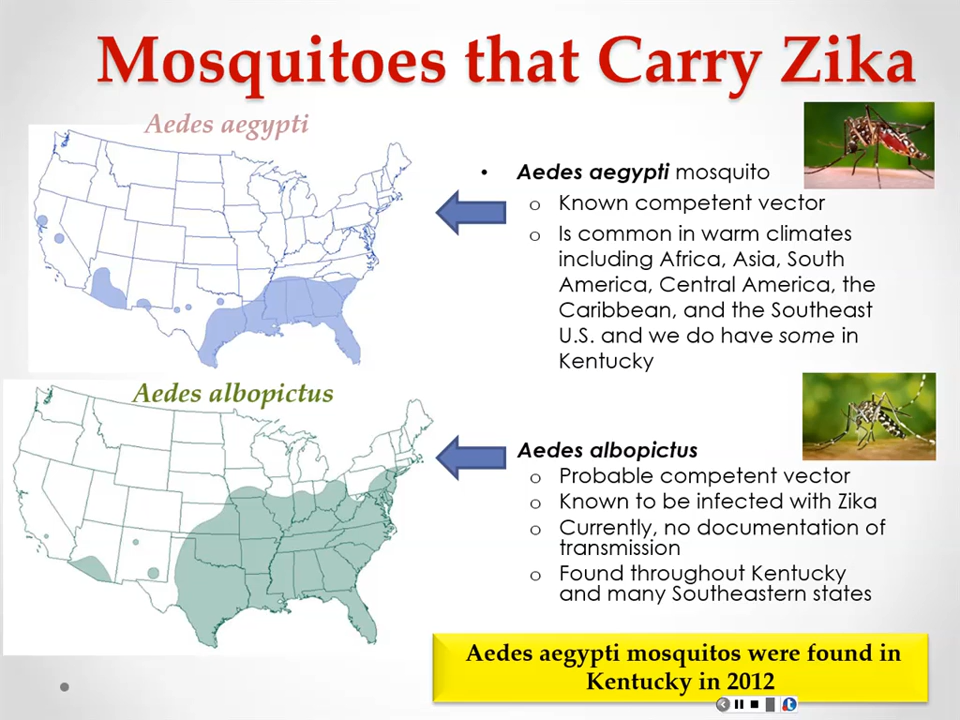 Mosquitoes that Carry Zika
Aedes aegypti
• Aedes aegypti mosquito
o Known competent vector
o Is common in warm climates
including Africa, Asia, South
America, Central America, the
Caribbean, and the Southeast
U.S. and we do have some in
Kentucky
Aedes albopictus
Aedes albopictus
o Probable competent vector
o Known to be infected with Zika
o Currently, no documentation of
transmission
o Found throughout Kentucky
and many Southeastern states
Aedes aegypti mosquitos were found in
Kentucky in 2012